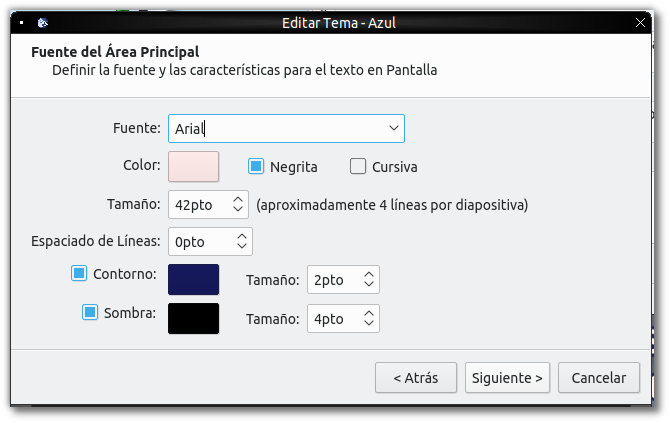 Editar Tema - Azul
Fuente del Área Principal
Definir la fuente y las características para el texto en Pantalla
Fuente: Arial
Color: Negrita Cursiva
Tamaño: 42pto (aproximadamente 4 líneas por diapositiva)
Espaciado de Líneas: 0pto
Contorno: Tamaño: 2pto
Sombra: Tamaño: 4pto
< Atrás Siguiente > Cancelar